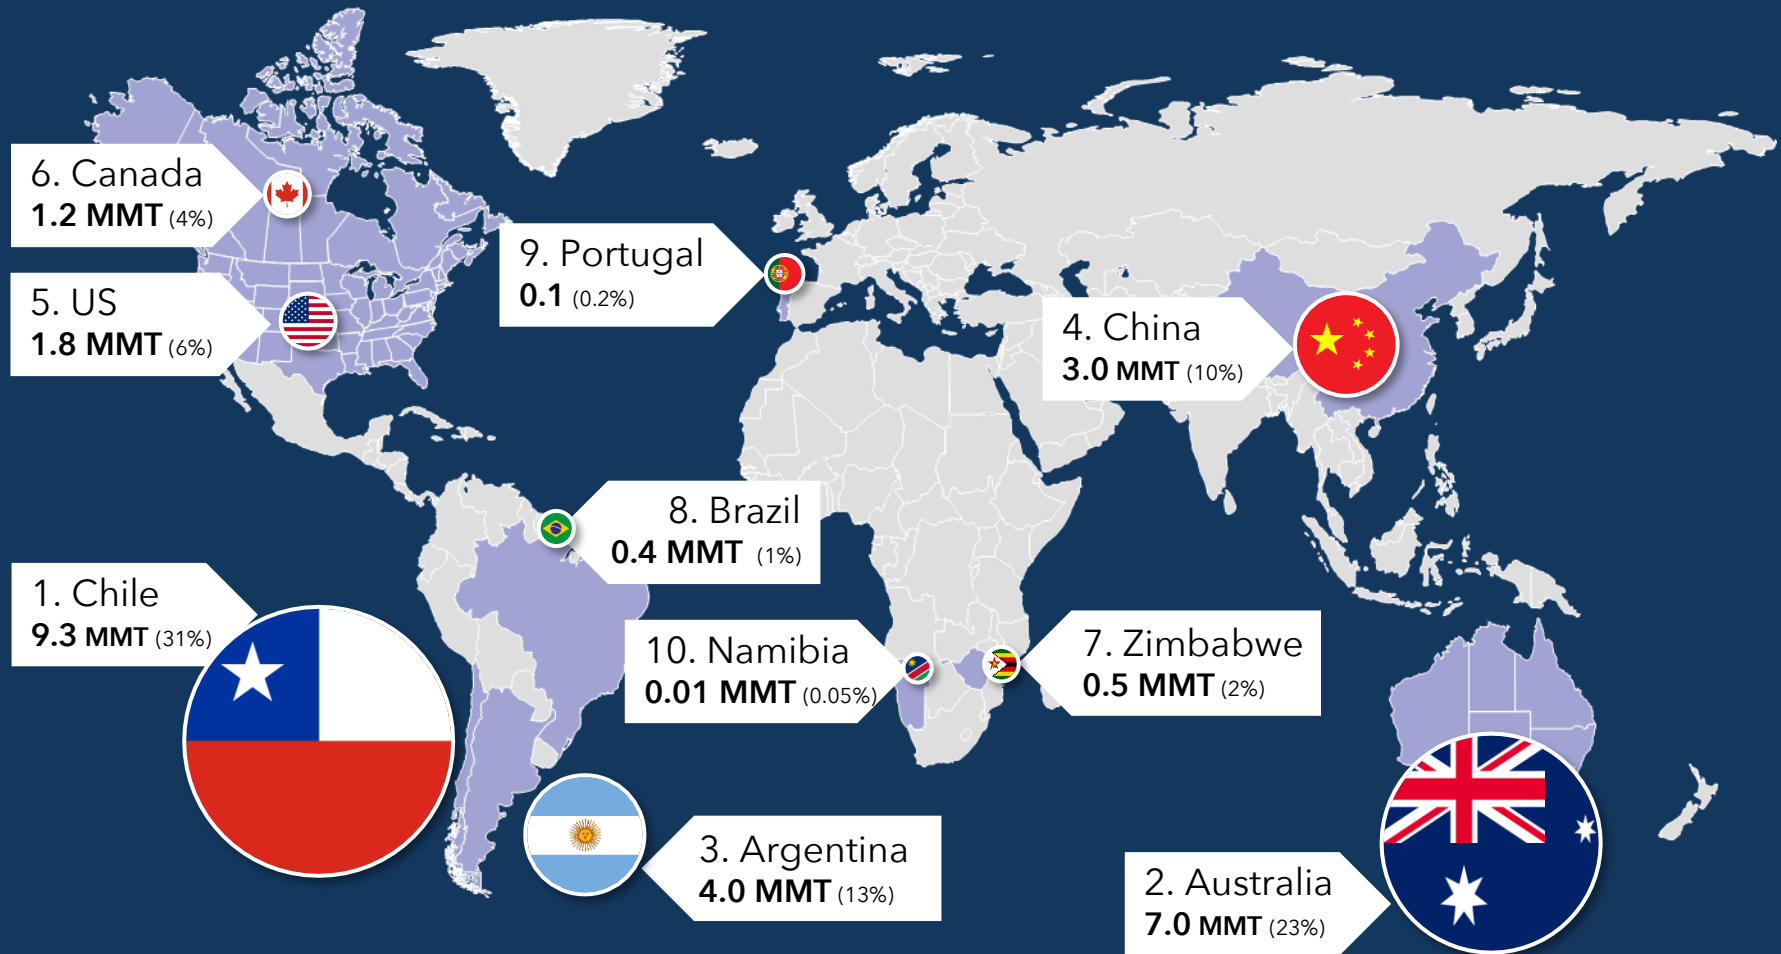 6. Canada
1.2 MMT (4%)
5. US
1.8 MMT (6%)
9. Portugal
0.1 (0.2%)
4. China
3.0 MMT (10%)
8. Brazil
0.4 MMT (1%)
1. Chile
9.3 MMT (31%)
10. Namibia
0.01 MMT (0.05%)
7. Zimbabwe
0.5 MMT (2%)
3. Argentina
4.0 MMT (13%)
2. Australia
7.0 MMT (23%)